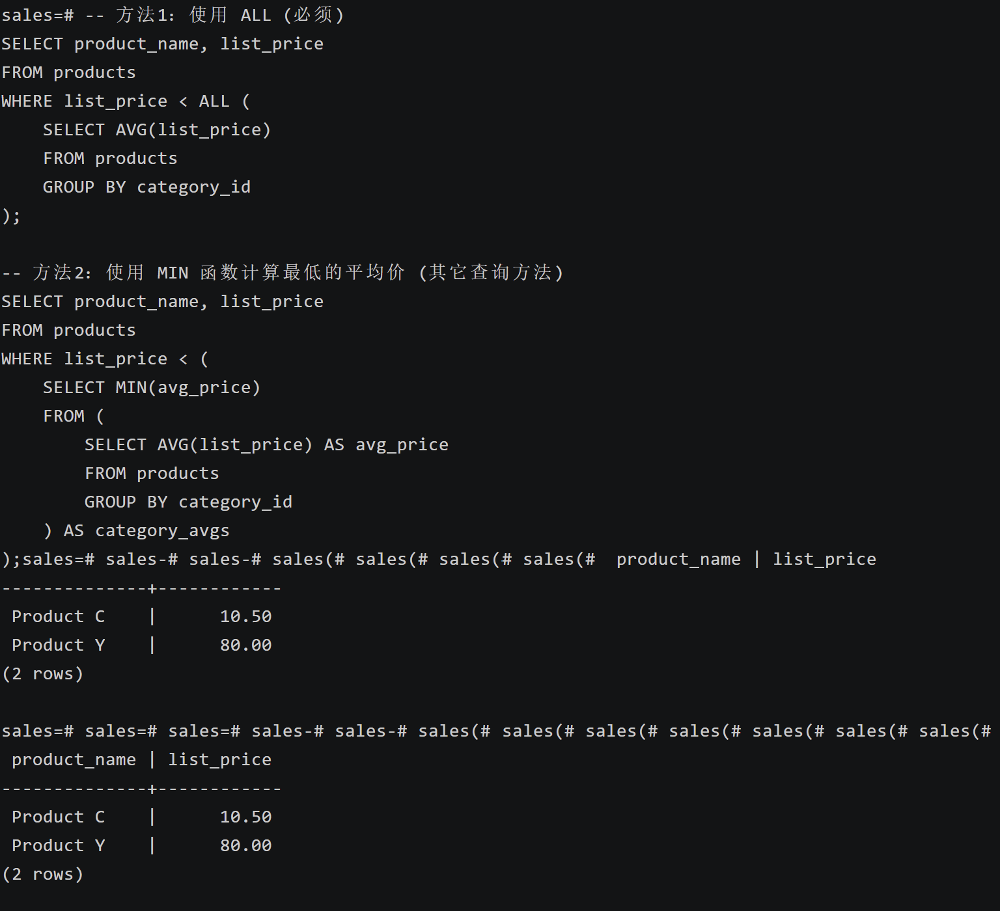 sales=# -- 方法1：使用 ALL (必须)
SELECT product_name, list_price
FROM products
WHERE list_price < ALL (
    SELECT AVG(list_price)
    FROM products
    GROUP BY category_id
);

-- 方法2：使用 MIN 函数计算最低的平均价 (其它查询方法)
SELECT product_name, list_price
FROM products
WHERE list_price < (
    SELECT MIN(avg_price)
    FROM (
        SELECT AVG(list_price) AS avg_price
        FROM products
        GROUP BY category_id
    ) AS category_avgs
);sales=# sales-# sales-# sales(# sales(# sales(# sales(#  product_name | list_price
--------------+------------
 Product C    |      10.50
 Product Y    |      80.00
(2 rows)

sales=# sales=# sales=# sales-# sales-# sales(# sales(# sales(# sales(# sales(# sales(# sales(#
 product_name | list_price
--------------+------------
 Product C    |      10.50
 Product Y    |      80.00
(2 rows)